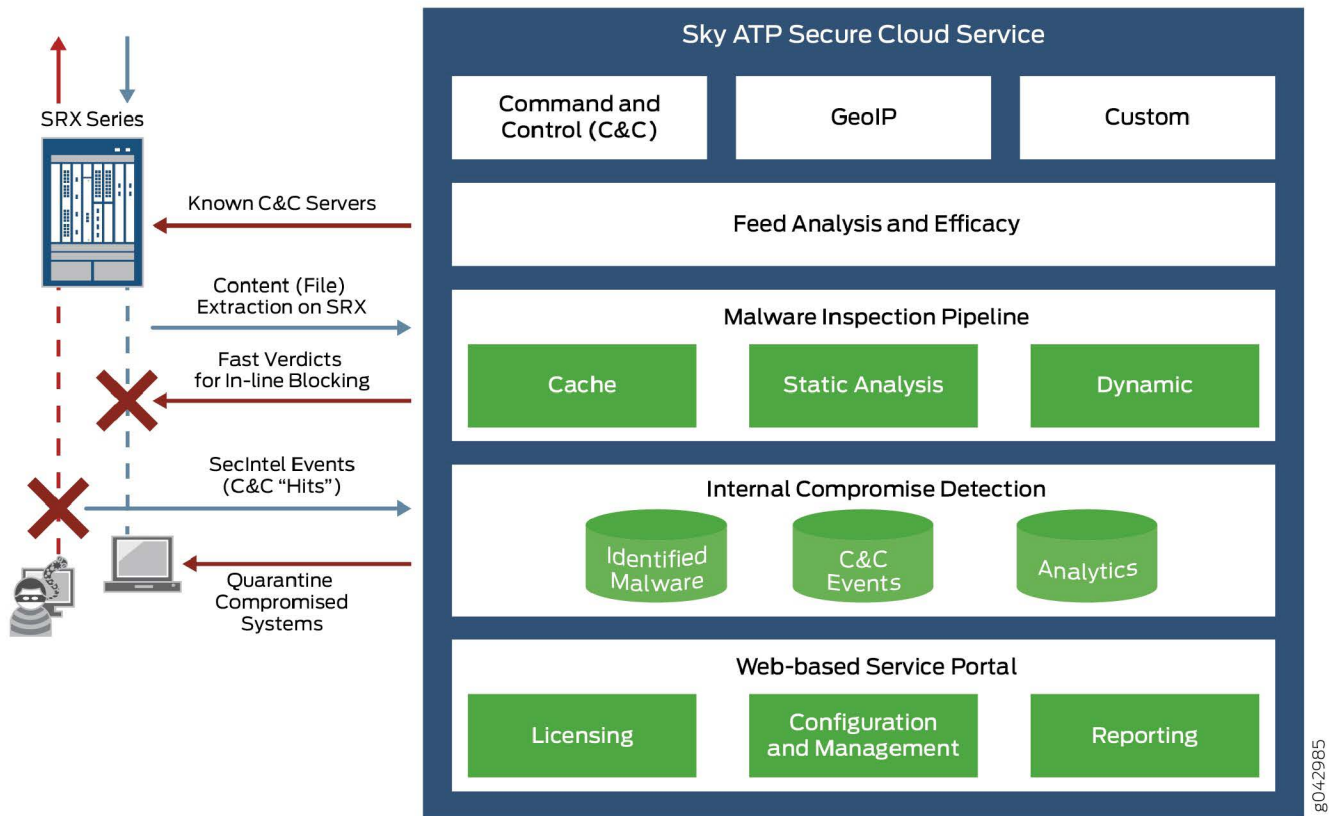 Sky ATP Secure Cloud Service
SRX Series
Command and
Control (C&C)
GeoIP
Custom
Known C&C Servers
Feed Analysis and Efficacy
Content (File)
Extraction on SRX
Malware Inspection Pipeline
Fast Verdicts
for In-line Blocking
Cache
Static Analysis
Dynamic
SecIntel Events
(C&C “Hits”)
Internal Compromise Detection
Identified
Malware
C&C
Events
Analytics
Quarantine
Compromised
Systems
Web-based Service Portal
Licensing
Configuration
and Management
Reporting
g042985